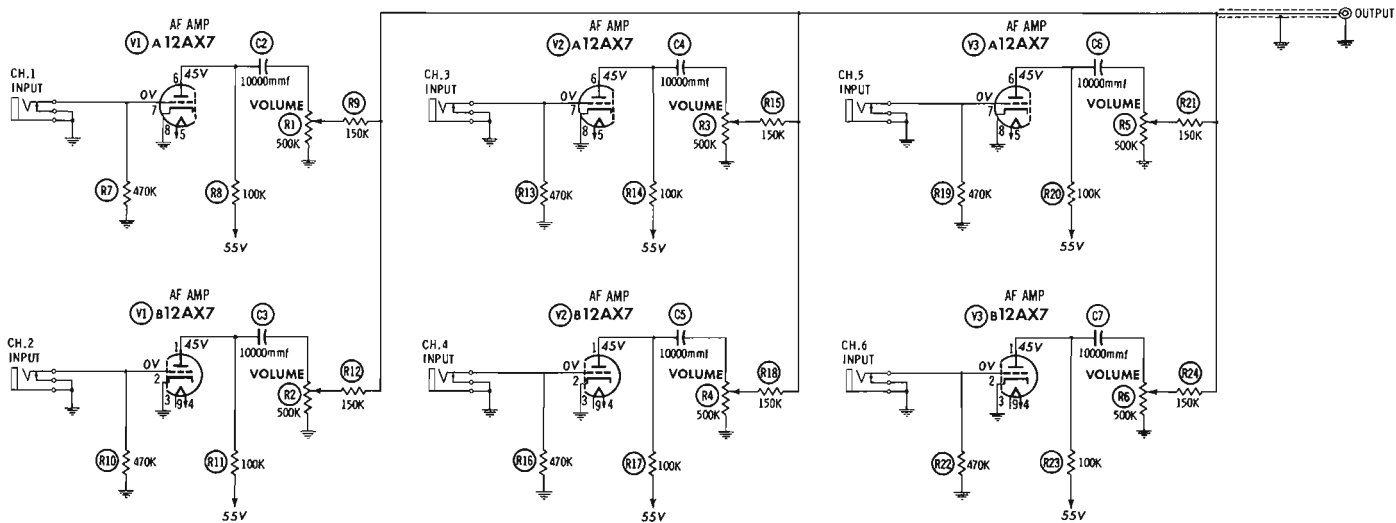 OUTPUT
AF AMP
V1 A 12AX7
C2
10000mmf
6
45V
CH.1
INPUT
0V
7
8
5
VOLUME
R1
500K
R9
150K
R7
470K
R8
100K
55V
AF AMP
V2 A 12AX7
C4
10000mmf
6
45V
CH.3
INPUT
0V
7
8
5
VOLUME
R3
500K
R15
150K
R13
470K
R14
100K
55V
AF AMP
V3 A 12AX7
C6
10000mmf
6
45V
CH.5
INPUT
0V
7
8
5
VOLUME
R5
500K
R21
150K
R19
470K
R20
100K
55V
AF AMP
V1 B 12AX7
C3
10000mmf
1
45V
CH.2
INPUT
0V
2
3
9
4
VOLUME
R2
500K
R12
150K
R10
470K
R11
100K
55V
AF AMP
V2 B 12AX7
C5
10000mmf
1
45V
CH.4
INPUT
0V
2
3
9
4
VOLUME
R4
500K
R18
150K
R16
470K
R17
100K
55V
AF AMP
V3 B 12AX7
C7
10000mmf
1
45V
CH.6
INPUT
0V
2
3
9
4
VOLUME
R6
500K
R24
150K
R22
470K
R23
100K
55V